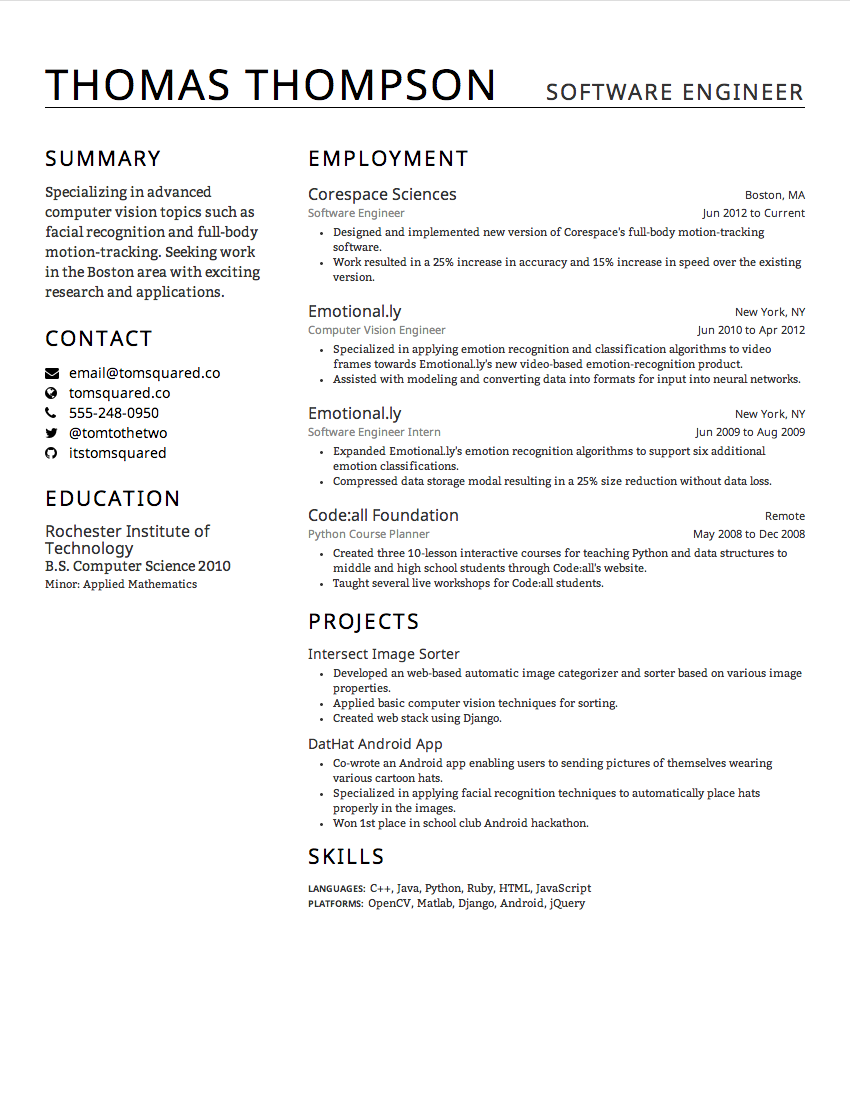 THOMAS THOMPSON
SOFTWARE ENGINEER
SUMMARY
Specializing in advanced
computer vision topics such as
facial recognition and full-body
motion-tracking. Seeking work
in the Boston area with exciting
research and applications.
CONTACT
email@tomsquared.co
tomsquared.co
555-248-0950
@tomtothetwo
itstomsquared
EDUCATION
Rochester Institute of
Technology
B.S. Computer Science 2010
Minor: Applied Mathematics
EMPLOYMENT
Corespace Sciences Boston, MA
Software Engineer Jun 2012 to Current
• Designed and implemented new version of Corespace's full-body motion-tracking
software.
• Work resulted in a 25% increase in accuracy and 15% increase in speed over the existing
version.
Emotional.ly New York, NY
Computer Vision Engineer Jun 2010 to Apr 2012
• Specialized in applying emotion recognition and classification algorithms to video
frames towards Emotional.ly's new video-based emotion-recognition product.
• Assisted with modeling and converting data into formats for input into neural networks.
Emotional.ly New York, NY
Software Engineer Intern Jun 2009 to Aug 2009
• Expanded Emotional.ly's emotion recognition algorithms to support six additional
emotion classifications.
• Compressed data storage modal resulting in a 25% size reduction without data loss.
Code:all Foundation Remote
Python Course Planner May 2008 to Dec 2008
• Created three 10-lesson interactive courses for teaching Python and data structures to
middle and high school students through Code:all's website.
• Taught several live workshops for Code:all students.
PROJECTS
Intersect Image Sorter
• Developed an web-based automatic image categorizer and sorter based on various image
properties.
• Applied basic computer vision techniques for sorting.
• Created web stack using Django.
DatHat Android App
• Co-wrote an Android app enabling users to sending pictures of themselves wearing
various cartoon hats.
• Specialized in applying facial recognition techniques to automatically place hats
properly in the images.
• Won 1st place in school club Android hackathon.
SKILLS
LANGUAGES: C++, Java, Python, Ruby, HTML, JavaScript
PLATFORMS: OpenCV, Matlab, Django, Android, jQuery